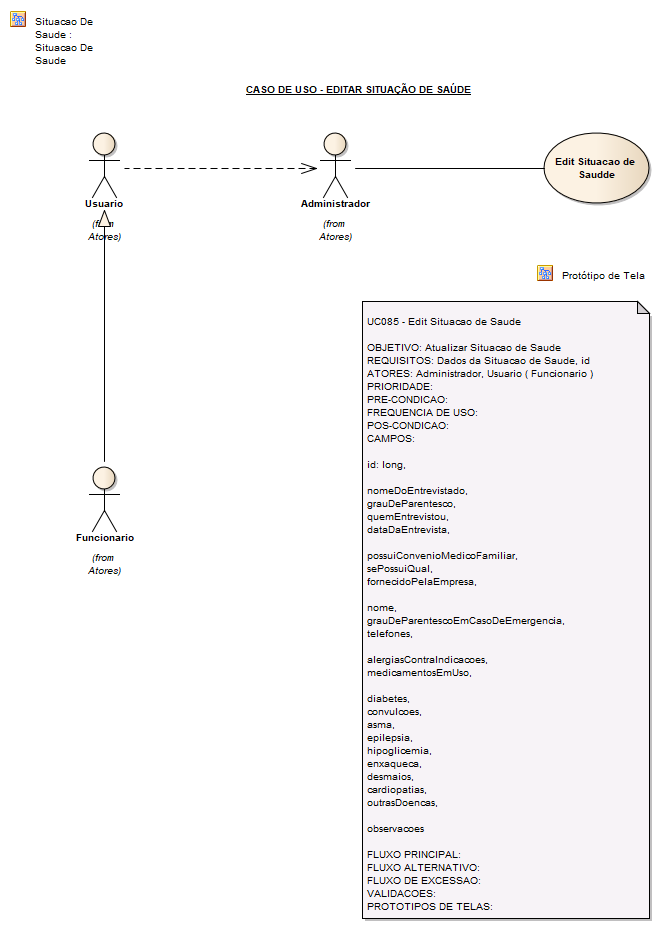 Situacao De
Saude :
Situacao De
Saude
CASO DE USO - EDITAR SITUAÇÃO DE SAÚDE
Usuario
(from
Atores)
Administrador
(from
Atores)
Edit Situacao de
Saudde
Protótipo de Tela
Funcionario
(from
Atores)
UC085 - Edit Situacao de Saude
OBJETIVO: Atualizar Situacao de Saude
REQUISITOS: Dados da Situacao de Saude, id
ATORES: Administrador, Usuario ( Funcionario )
PRIORIDADE:
PRE-CONDICAO:
FREQUENCIA DE USO:
POS-CONDICAO:
CAMPOS:
id: long,
nomeDoEntrevistado,
grauDeParentesco,
quemEntrevistou,
dataDaEntrevista,
possuiConvenioMedicoFamiliar,
sePossuiQual,
fornecidoPelaEmpresa,
nome,
grauDeParentescoEmCasoDeEmergencia,
telefones,
alergiasContraIndicacoes,
medicamentosEmUso,
diabetes,
convulcoes,
asma,
epilepsia,
hipoglicemia,
enxaqueca,
desmaios,
cardiopatias,
outrasDoencas,
observacoes
FLUXO PRINCIPAL:
FLUXO ALTERNATIVO:
FLUXO DE EXCESSAO:
VALIDACOES:
PROTOTIPOS DE TELAS: